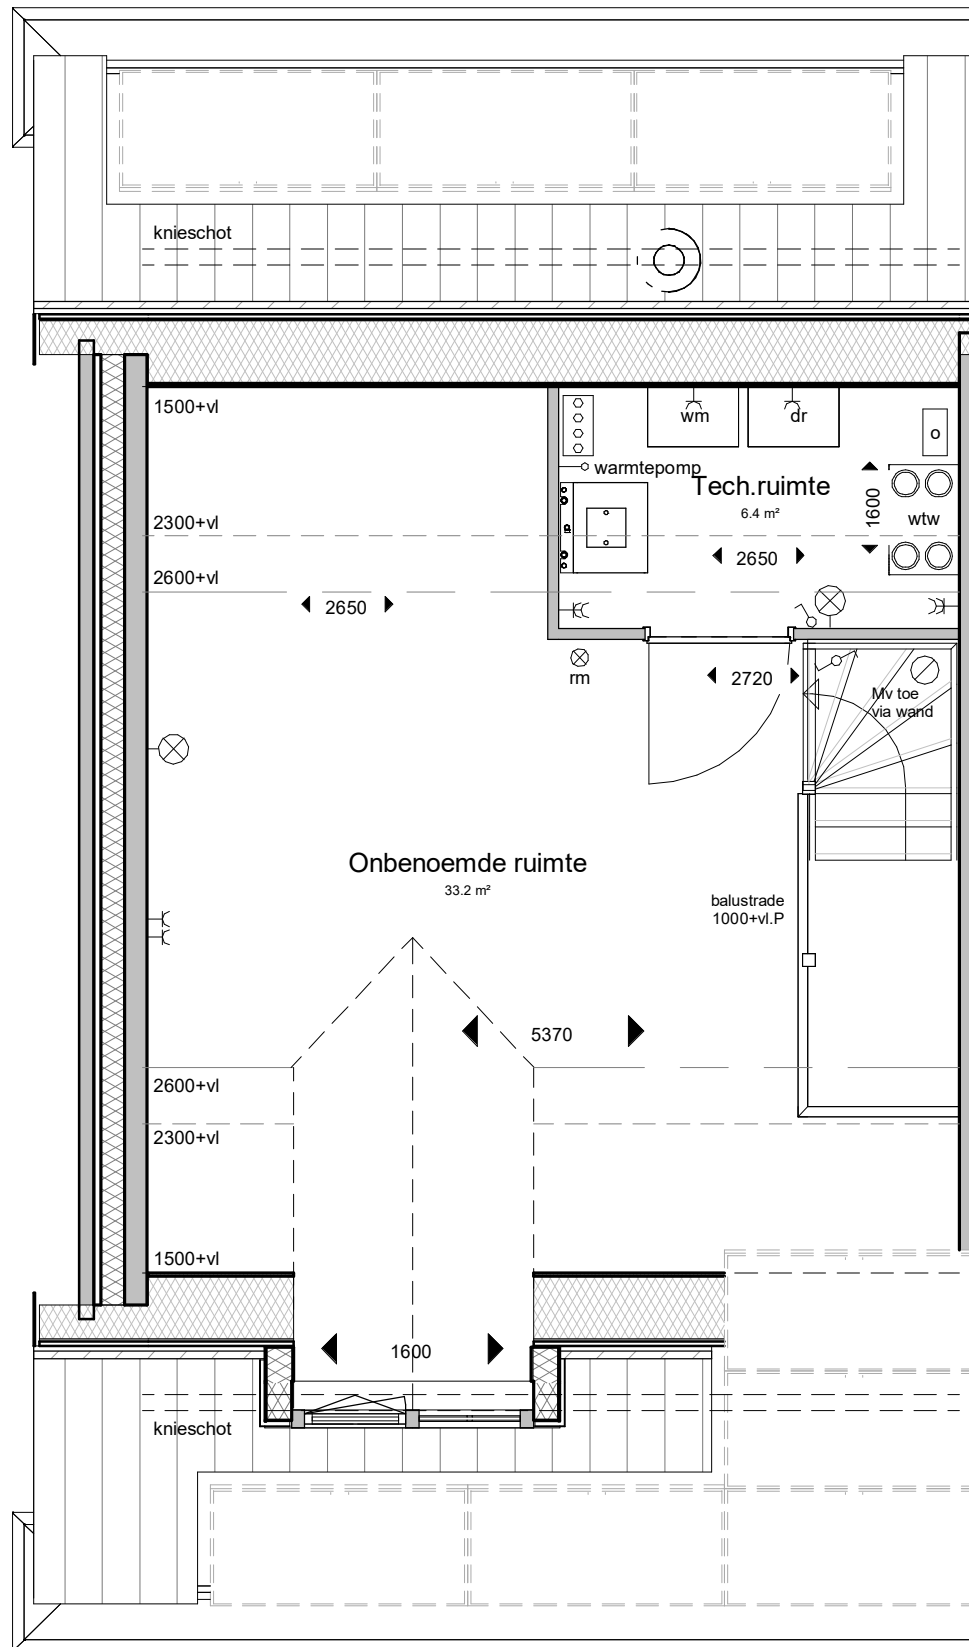 knieschot
1500+vl
wm
dr
o
warmtepomp
Tech.ruimte
6.4 m²
1600
wtw
2300+vl
2650
2600+vl
2650
rm
2720
Mv toe
via wand
Onbenoemde ruimte
33.2 m²
balustrade
1000+vl.P
5370
2600+vl
2300+vl
1500+vl
1600
knieschot